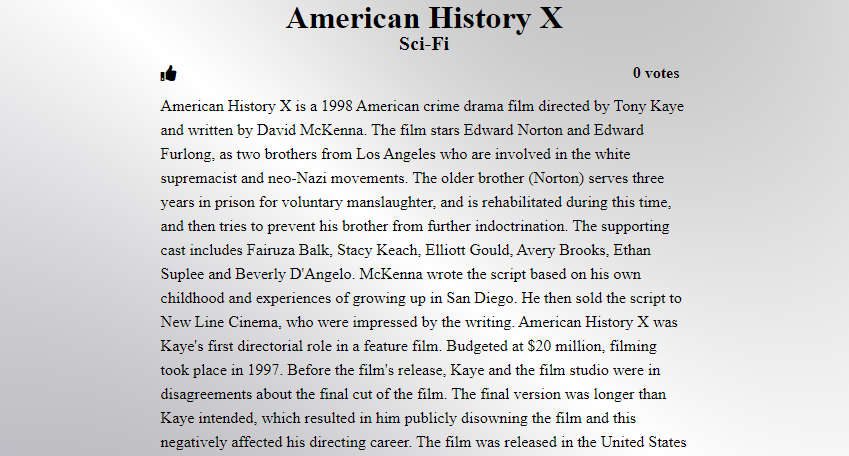 American History X
Sci-Fi
0 votes
American History X is a 1998 American crime drama film directed by Tony Kaye
and written by David McKenna. The film stars Edward Norton and Edward
Furlong, as two brothers from Los Angeles who are involved in the white
supremacist and neo-Nazi movements. The older brother (Norton) serves three
years in prison for voluntary manslaughter, and is rehabilitated during this time,
and then tries to prevent his brother from further indoctrination. The supporting
cast includes Fairuza Balk, Stacy Keach, Elliott Gould, Avery Brooks, Ethan
Suplee and Beverly D'Angelo. McKenna wrote the script based on his own
childhood and experiences of growing up in San Diego. He then sold the script to
New Line Cinema, who were impressed by the writing. American History X was
Kaye's first directorial role in a feature film. Budgeted at $20 million, filming
took place in 1997. Before the film's release, Kaye and the film studio were in
disagreements about the final cut of the film. The final version was longer than
Kaye intended, which resulted in him publicly disowning the film and this
negatively affected his directing career. The film was released in the United States